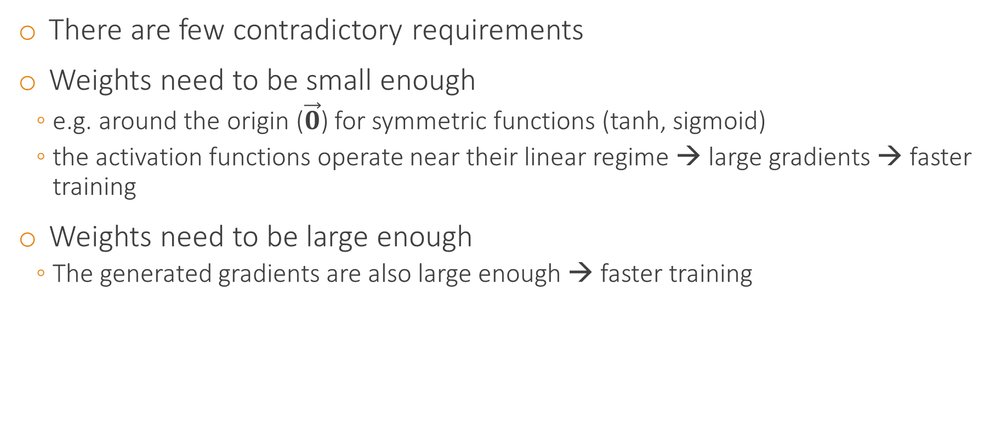 ○ There are few contradictory requirements
○ Weights need to be small enough
◦ e.g. around the origin (𝟎⃗) for symmetric functions (tanh, sigmoid)
◦ the activation functions operate near their linear regime → large gradients → faster
training
○ Weights need to be large enough
◦ The generated gradients are also large enough → faster training